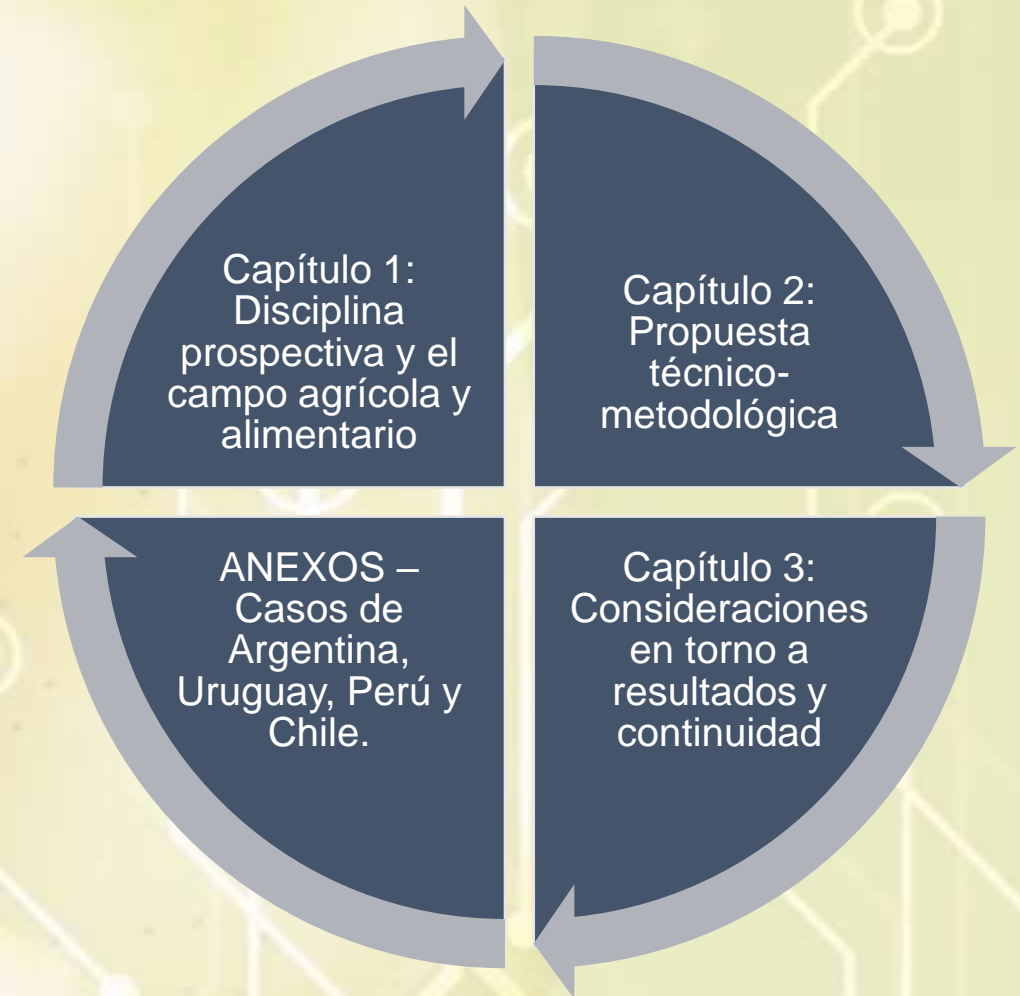 Capítulo 1:
Disciplina
prospectiva y el
campo agrícola y
alimentario
Capítulo 2:
Propuesta
técnico-
metodológica
Capítulo 3:
Consideraciones
en torno a
resultados y
continuidad
ANEXOS –
Casos de
Argentina,
Uruguay, Perú y
Chile.